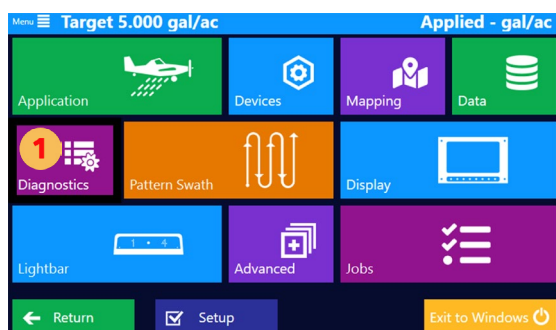 Menu Target 5.000 gal/ac Applied - gal/ac
Application Devices Mapping Data
1
Diagnostics Pattern Swath Display
1 • 4
Lightbar Advanced Jobs
Return Setup Exit to Windows